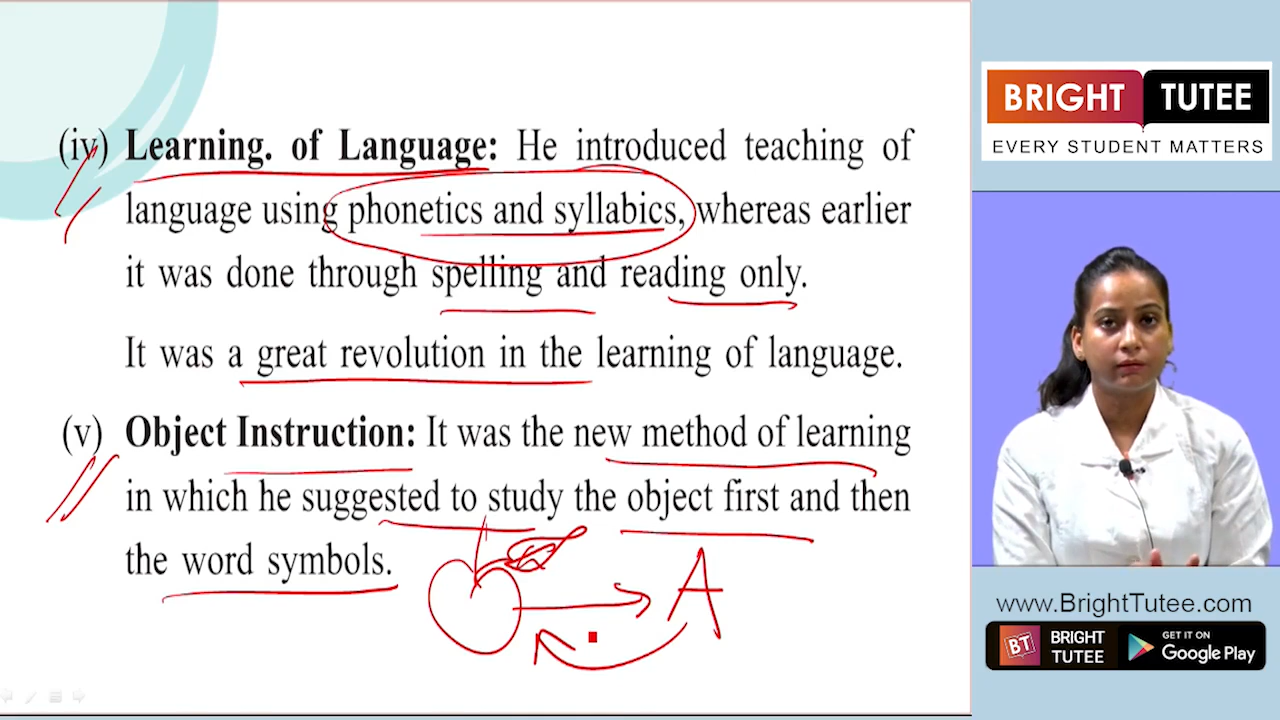 (iv) Learning. of Language: He introduced teaching of
language using phonetics and syllabics, whereas earlier
it was done through spelling and reading only.
It was a great revolution in the learning of language.
(v) Object Instruction: It was the new method of learning
in which he suggested to study the object first and then
the word symbols.
A
BRIGHT TUTEE
EVERY STUDENT MATTERS
www.BrightTutee.com
BT BRIGHT TUTEE
GET IT ON
Google Play